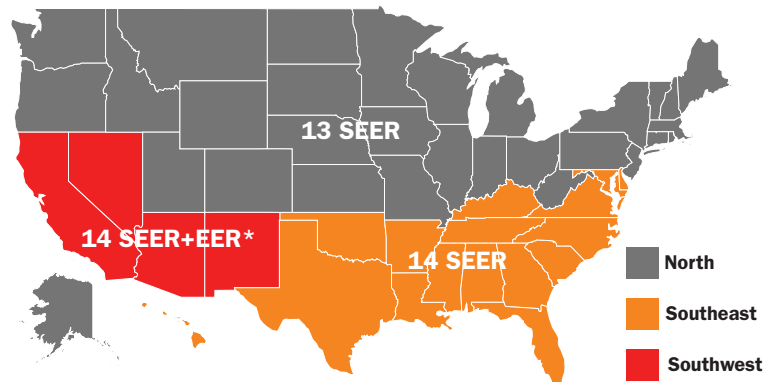 13 SEER
14 SEER+EER*
14 SEER
North
Southeast
Southwest